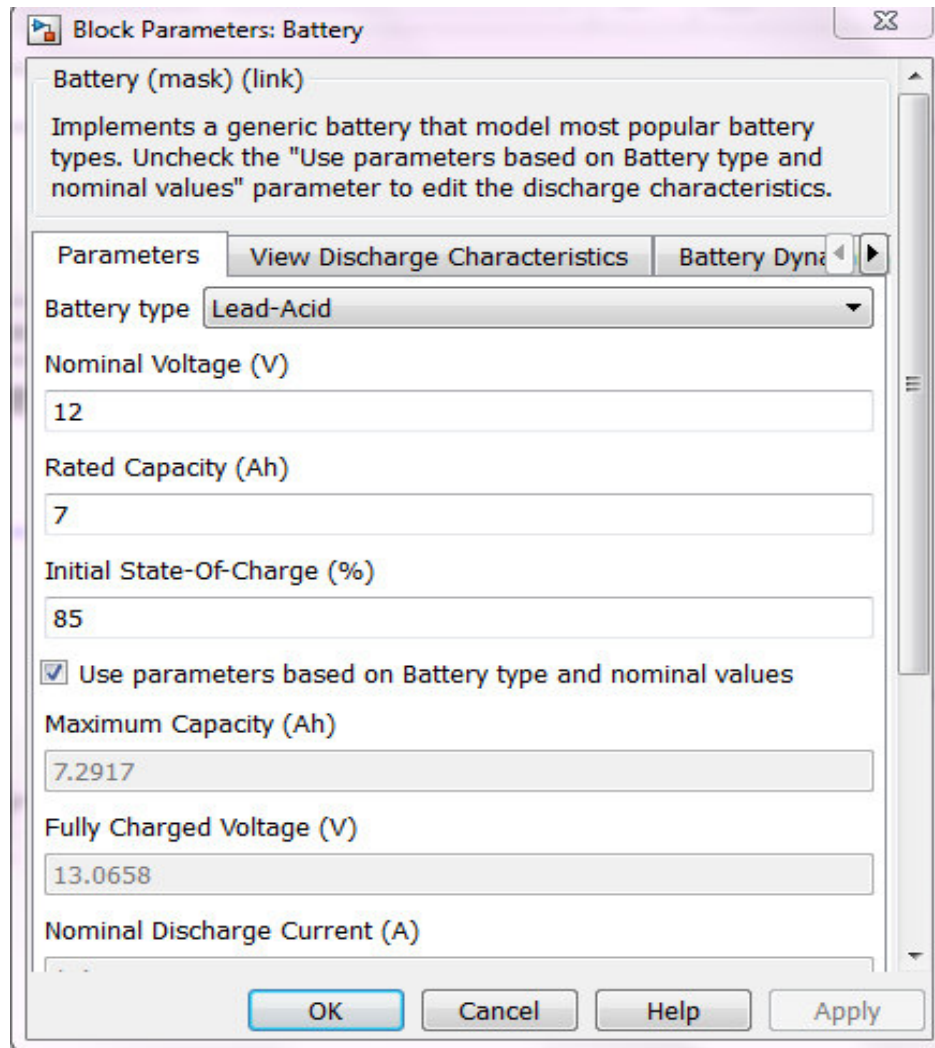 Block Parameters: Battery
Battery (mask) (link)
Implements a generic battery that model most popular battery
types. Uncheck the "Use parameters based on Battery type and
nominal values" parameter to edit the discharge characteristics.
Parameters View Discharge Characteristics Battery Dyna
Battery type Lead-Acid
Nominal Voltage (V)
12
Rated Capacity (Ah)
7
Initial State-Of-Charge (%)
85
Use parameters based on Battery type and nominal values
Maximum Capacity (Ah)
7.2917
Fully Charged Voltage (V)
13.0658
Nominal Discharge Current (A)
OK Cancel Help Apply